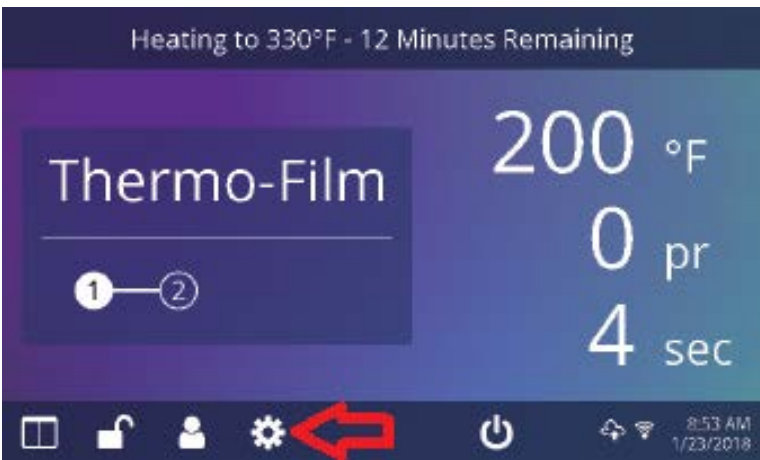 Heating to 330°F - 12 Minutes Remaining
Thermo-Film
1 2
200 °F
0 pr
4 sec
8:53 AM
1/23/2018